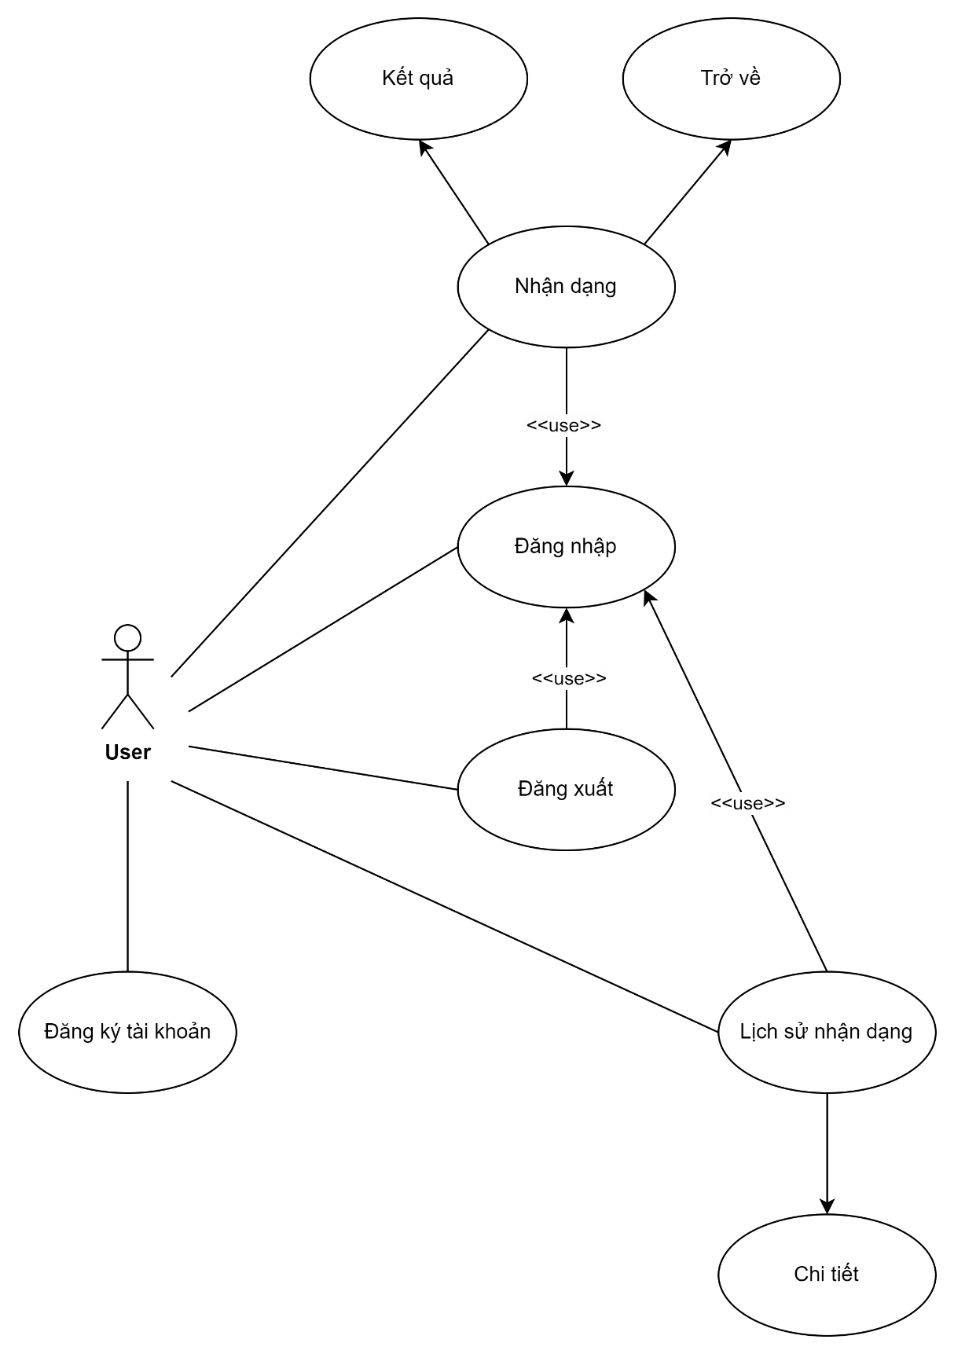 Kết quả
Trở về
Nhận dạng
<<use>>
Đăng nhập
<<use>>
User
Đăng xuất
<<use>>
Đăng ký tài khoản
Lịch sử nhận dạng
Chi tiết